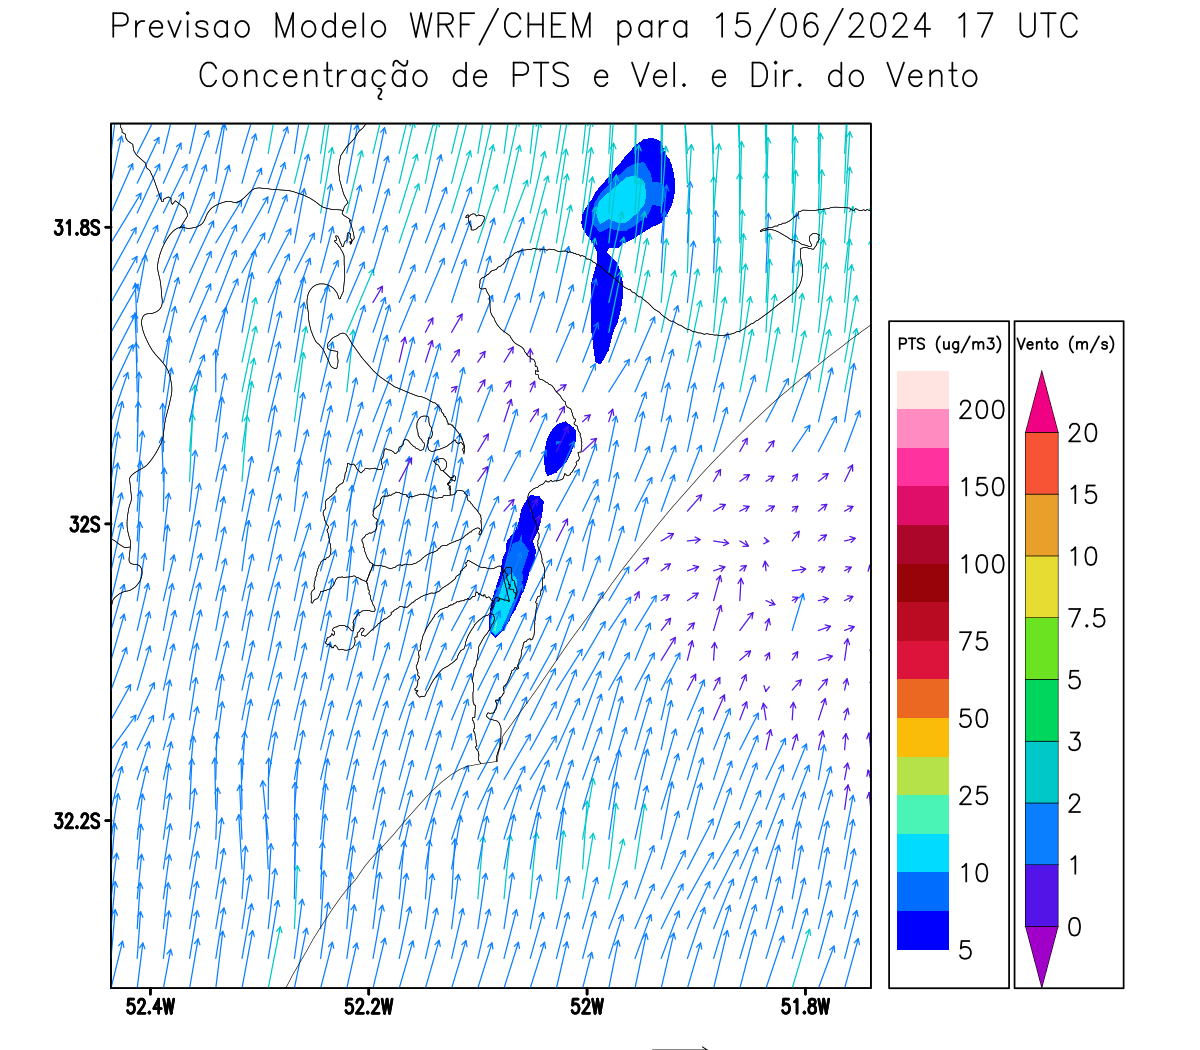 Previsao Modelo WRF/CHEM para 15/06/2024 17 UTC
Concentração de PTS e Vel. e Dir. do Vento
31.8S
32S
32.2S
52.4W 52.2W 52W 51.8W
PTS (ug/m3)
200
150
100
75
50
25
10
5
Vento (m/s)
20
15
10
7.5
5
3
2
1
0